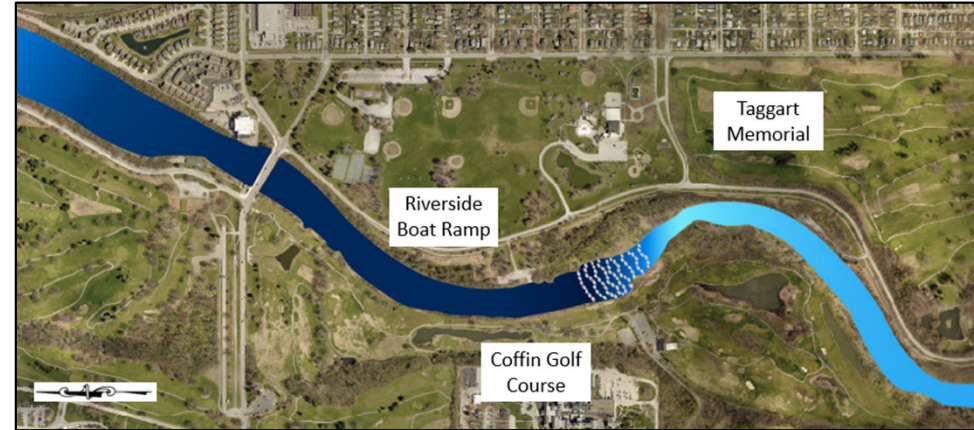 Taggart
Memorial
Riverside
Boat Ramp
Coffin Golf
Course